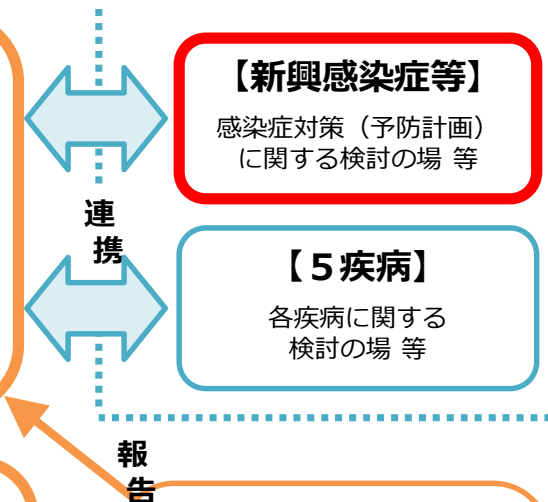 【新興感染症等】
感染症対策（予防計画）
に関する検討の場 等
連
携
【５疾病】
各疾病に関する
検討の場 等
報
告